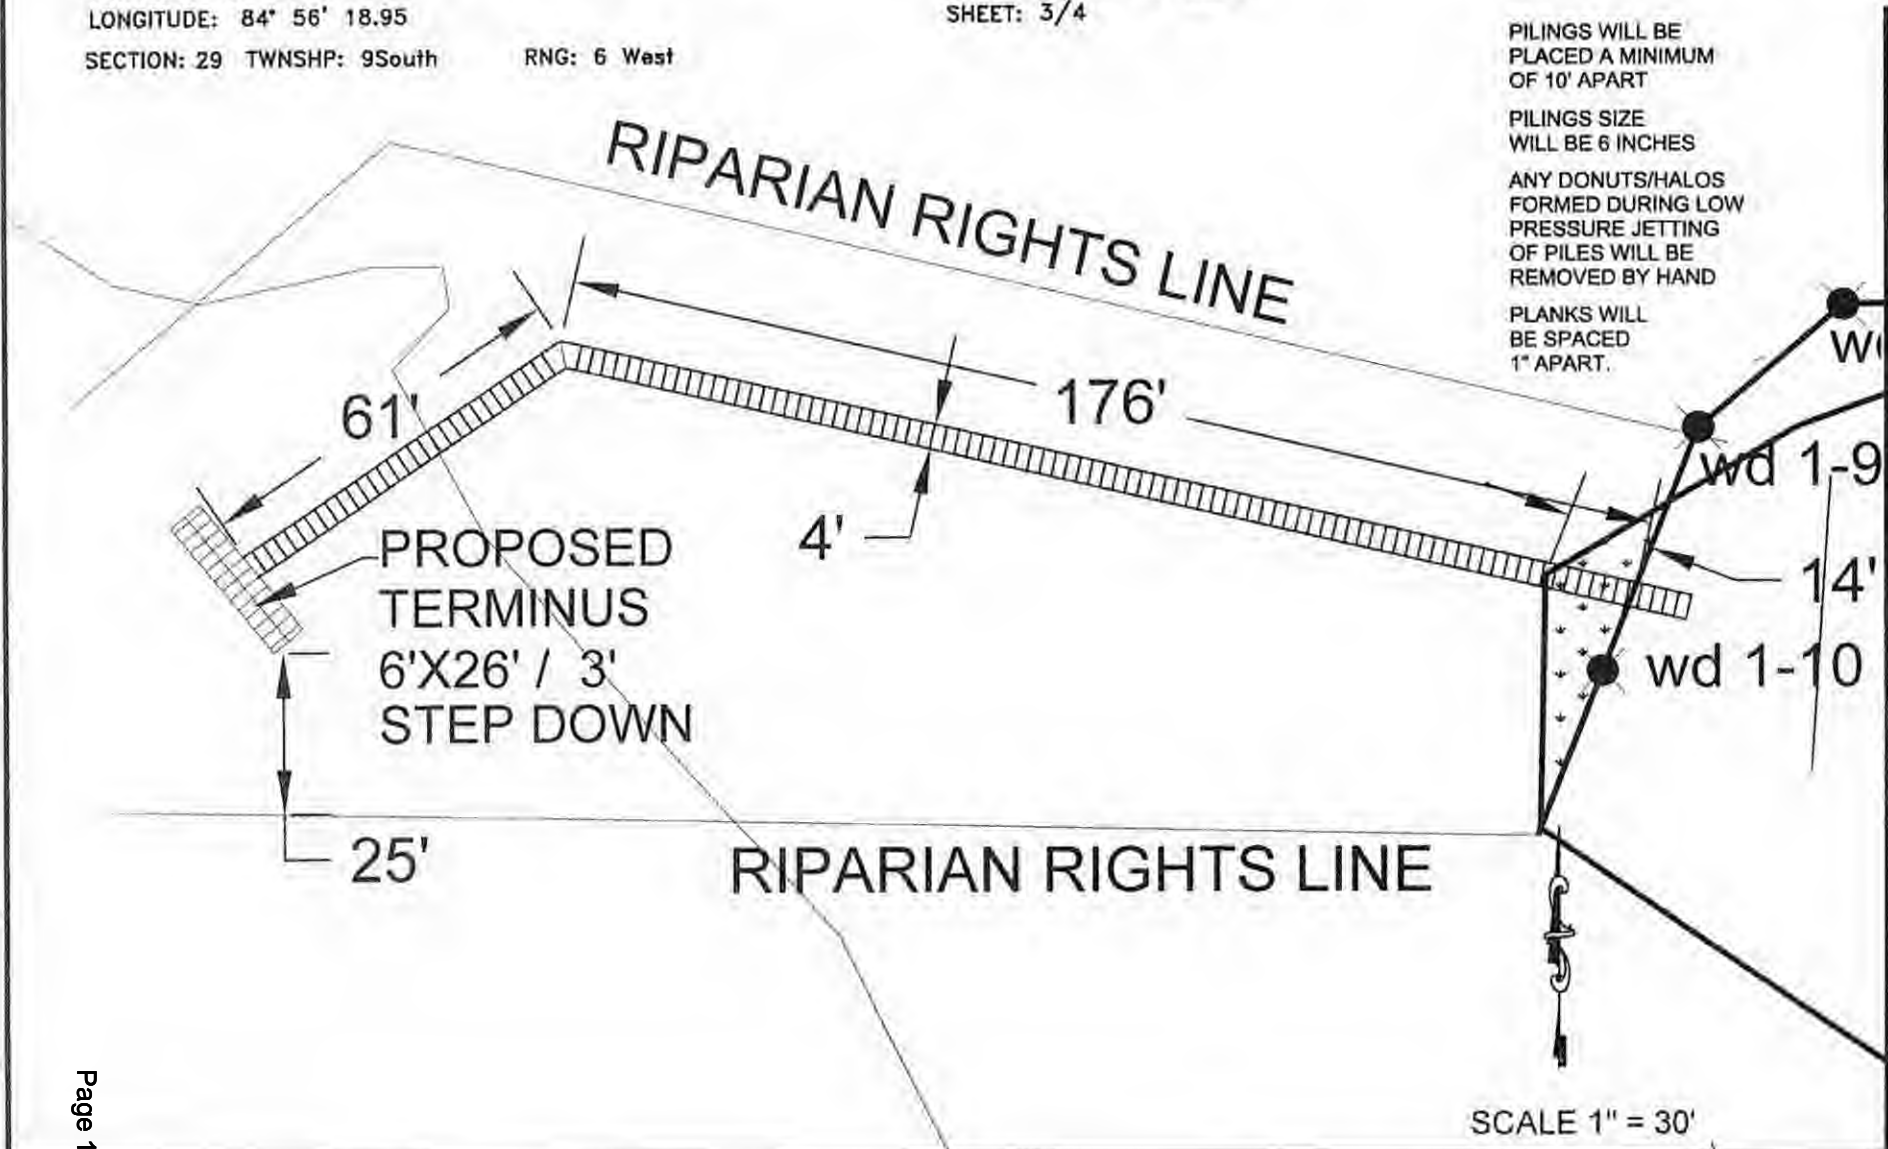 LONGITUDE: 84° 56' 18.95
SHEET: 3/4
SECTION: 29 TWNSHP: 9South RNG: 6 West
PILINGS WILL BE
PLACED A MINIMUM
OF 10' APART
PILINGS SIZE
WILL BE 6 INCHES
ANY DONUTS/HALOS
FORMED DURING LOW
PRESSURE JETTING
OF PILES WILL BE
REMOVED BY HAND
PLANKS WILL
BE SPACED
1" APART.
RIPARIAN RIGHTS LINE
61'
176'
4'
wd 1-9
14'
wd 1-10
PROPOSED
TERMINUS
6'X26' / 3'
STEP DOWN
25'
RIPARIAN RIGHTS LINE
SCALE 1" = 30'
Page 1